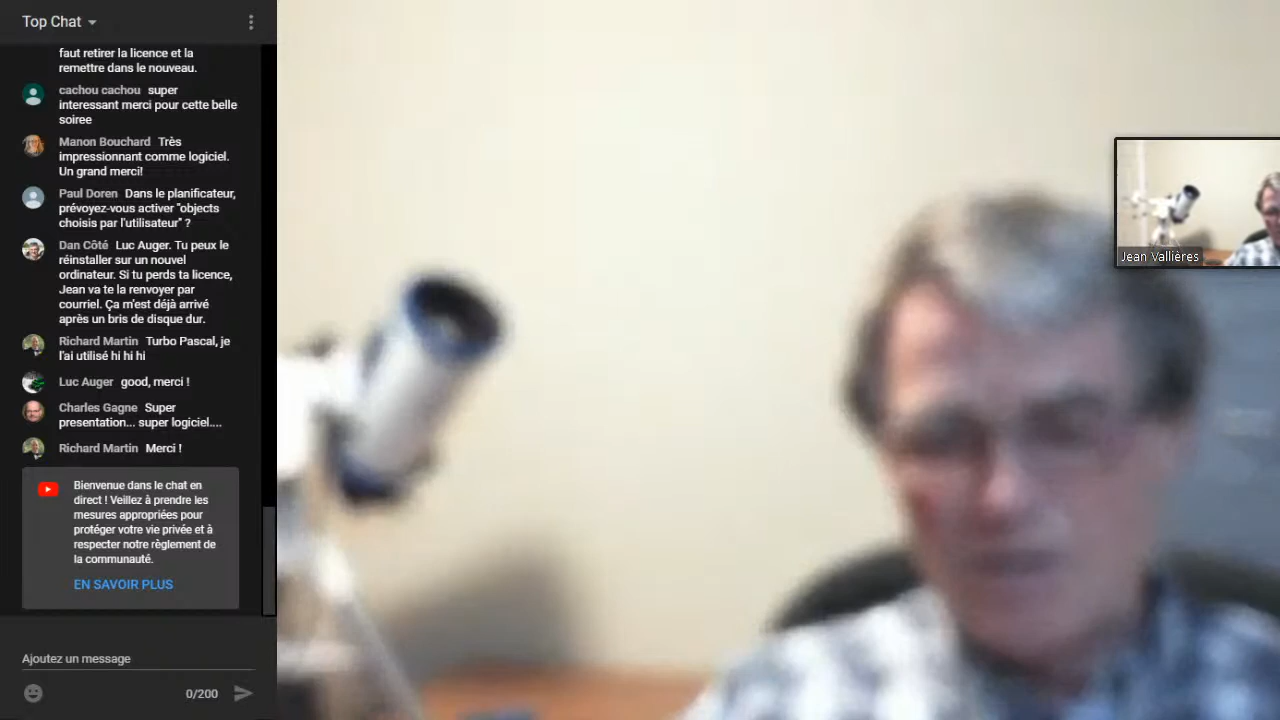 Top Chat
faut retirer la licence et la
remettre dans le nouveau.
cachou cachou super
interessant merci pour cette belle
soiree
Manon Bouchard Très
impressionnant comme logiciel.
Un grand merci!
Paul Doren Dans le planificateur,
prévoyez-vous activer "objects
choisis par l'utilisateur" ?
Dan Côté Luc Auger. Tu peux le
réinstaller sur un nouvel
ordinateur. Si tu perds ta licence,
Jean va te la renvoyer par
courriel. Ça m'est déjà arrivé
après un bris de disque dur.
Richard Martin Turbo Pascal, je
l'ai utilisé hi hi hi
Luc Auger good, merci !
Charles Gagne Super
presentation... super logiciel....
Richard Martin Merci !
Bienvenue dans le chat en
direct ! Veillez à prendre les
mesures appropriées pour
protéger votre vie privée et à
respecter notre règlement de
la communauté.
EN SAVOIR PLUS
Ajoutez un message
0/200
Jean Vallières